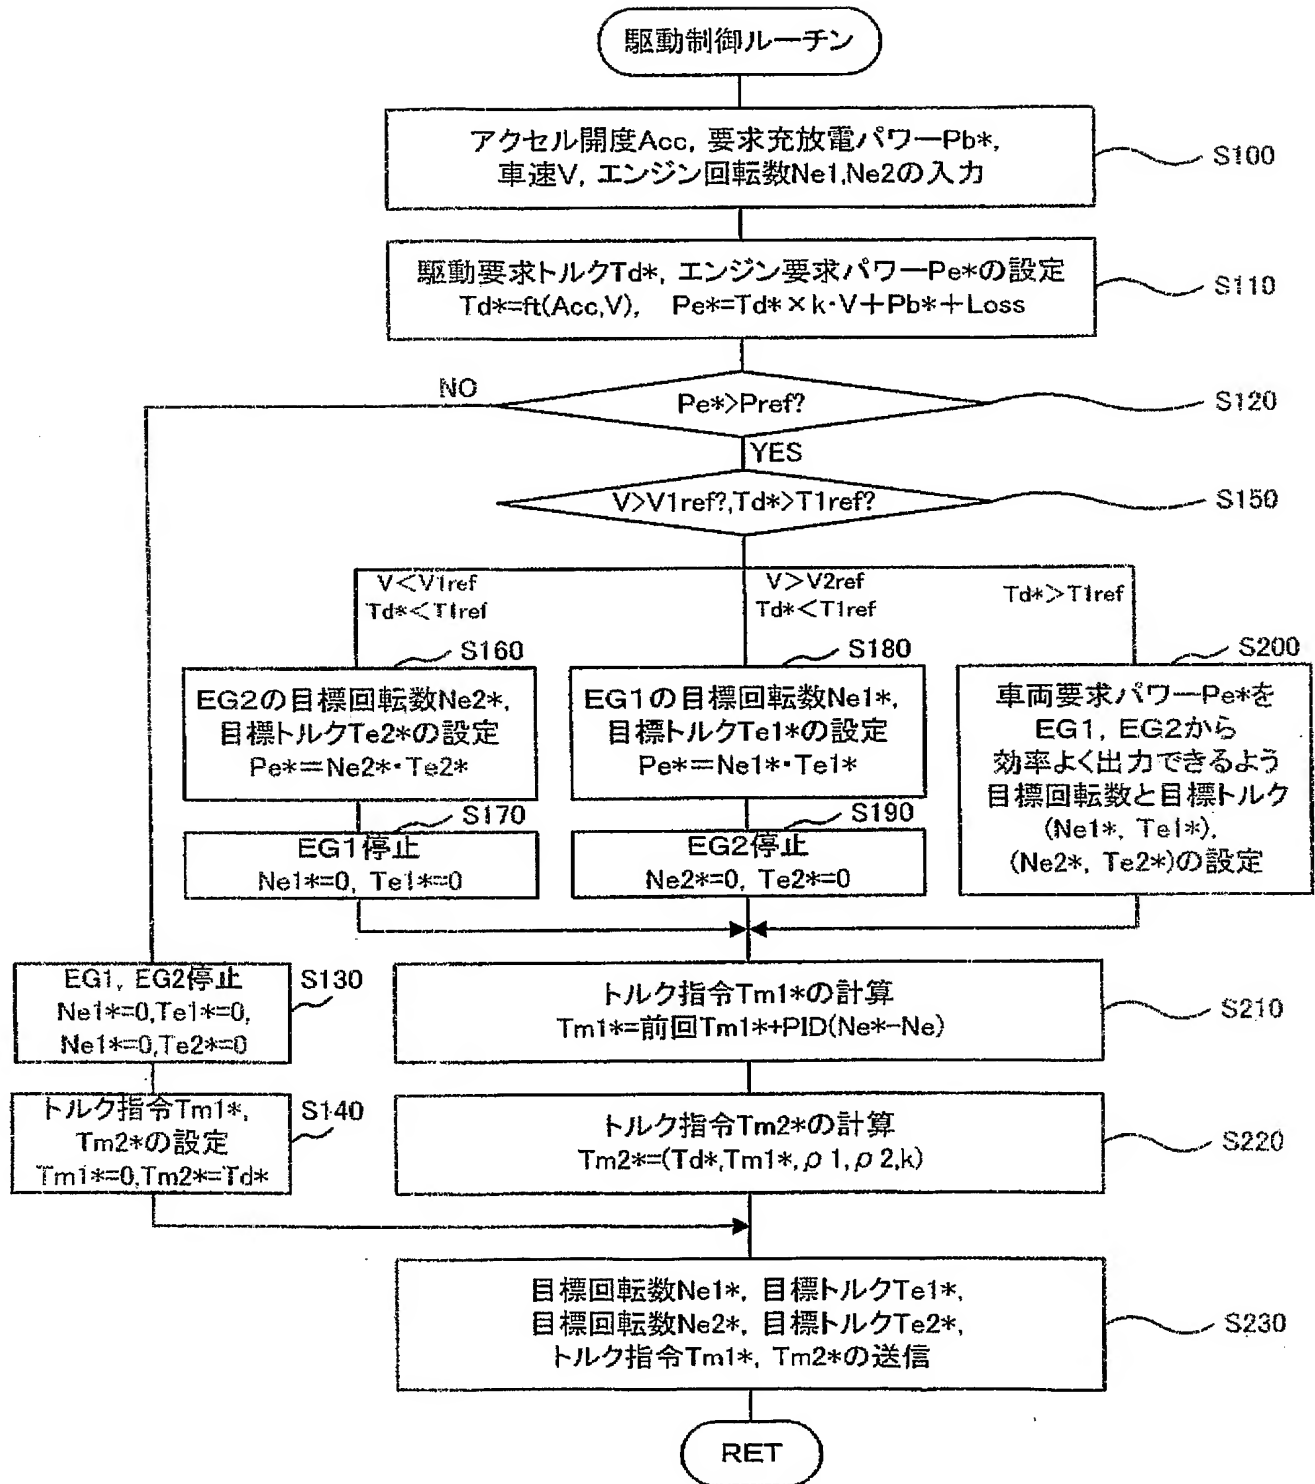 駆動制御ルーチン
アクセル開度Acc, 要求充放電パワーPb*,
車速V, エンジン回転数Ne1,Ne2の入力
S100
駆動要求トルクTd*, エンジン要求パワーPe*の設定
Td*=ft(Acc,V), Pe*=Td*×k・V+Pb*+Loss
S110
NO
Pe*>Pref?
S120
YES
V>V1ref?,Td*>T1ref?
S150
V<V1ref
Td*<T1ref
V>V2ref
Td*<T1ref
Td*>T1ref
S160
EG2の目標回転数Ne2*,
目標トルクTe2*の設定
Pe*=Ne2*・Te2*
S180
EG1の目標回転数Ne1*,
目標トルクTe1*の設定
Pe*=Ne1*・Te1*
S200
車両要求パワーPe*を
EG1, EG2から
効率よく出力できるよう
目標回転数と目標トルク
(Ne1*, Te1*),
(Ne2*, Te2*)の設定
S170
EG1停止
Ne1*=0, Te1*=0
S190
EG2停止
Ne2*=0, Te2*=0
EG1, EG2停止
Ne1*=0,Te1*=0,
Ne1*=0,Te2*=0
S130
トルク指令Tm1*の計算
Tm1*=前回Tm1*+PID(Ne*-Ne)
S210
トルク指令Tm1*,
Tm2*の設定
Tm1*=0,Tm2*=Td*
S140
トルク指令Tm2*の計算
Tm2*=(Td*,Tm1*,ρ1,ρ2,k)
S220
目標回転数Ne1*, 目標トルクTe1*,
目標回転数Ne2*, 目標トルクTe2*,
トルク指令Tm1*, Tm2*の送信
S230
RET